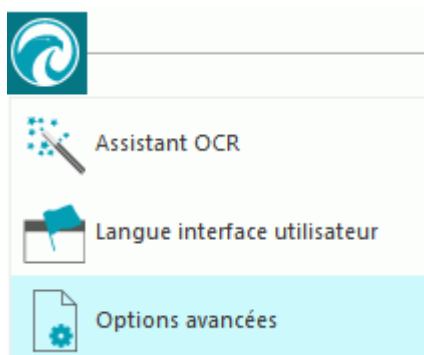 Assistant OCR
Langue interface utilisateur
Options avancées